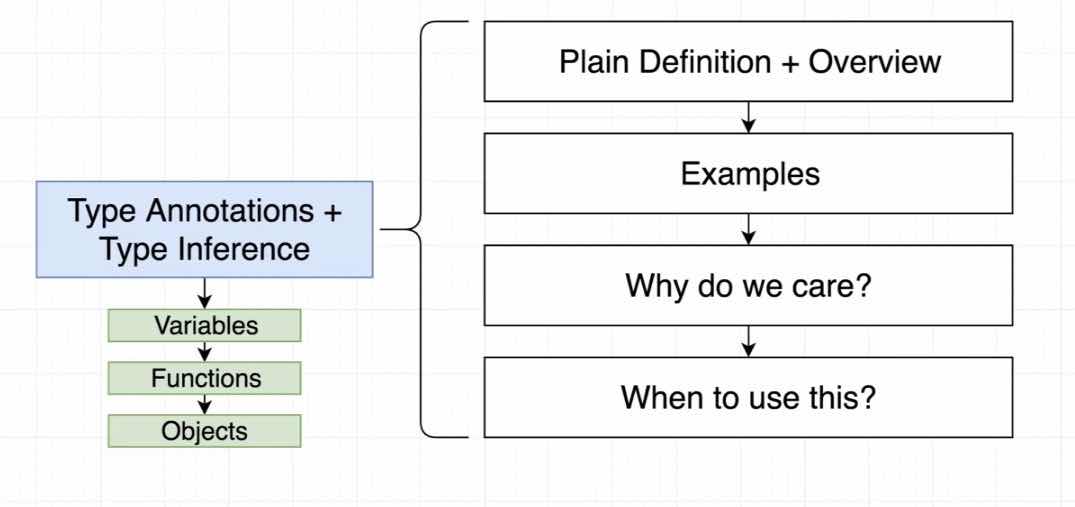 Type Annotations +
Type Inference
Variables
Functions
Objects
Plain Definition + Overview
Examples
Why do we care?
When to use this?